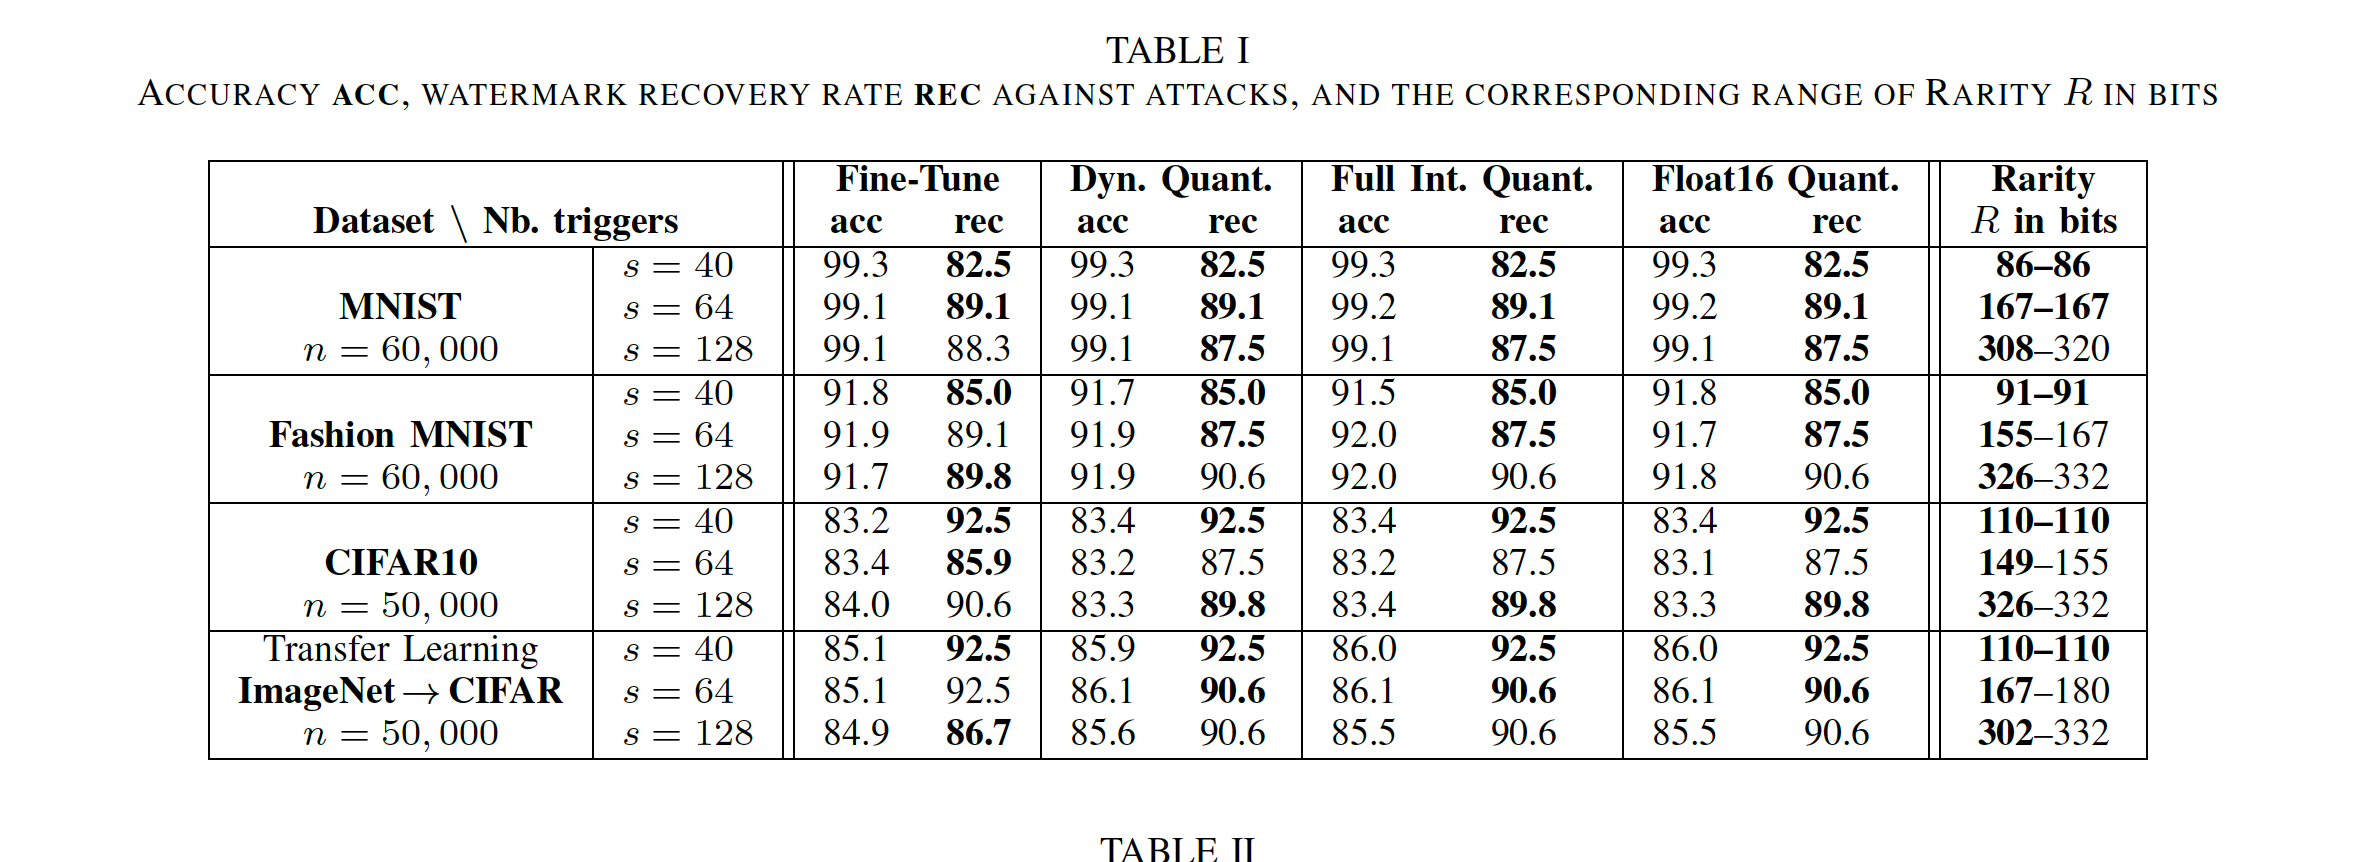 TABLE I
ACCURACY ACC, WATERMARK RECOVERY RATE REC AGAINST ATTACKS, AND THE CORRESPONDING RANGE OF RARITY R IN BITS
Fine-Tune Dyn. Quant. Full Int. Quant. Float16 Quant. Rarity
Dataset \ Nb. triggers acc rec acc rec acc rec acc rec R in bits
s = 40 99.3 82.5 99.3 82.5 99.3 82.5 99.3 82.5 86–86
MNIST s = 64 99.1 89.1 99.1 89.1 99.2 89.1 99.2 89.1 167–167
n = 60,000 s = 128 99.1 88.3 99.1 87.5 99.1 87.5 99.1 87.5 308–320
s = 40 91.8 85.0 91.7 85.0 91.5 85.0 91.8 85.0 91–91
Fashion MNIST s = 64 91.9 89.1 91.9 87.5 92.0 87.5 91.7 87.5 155–167
n = 60,000 s = 128 91.7 89.8 91.9 90.6 92.0 90.6 91.8 90.6 326–332
s = 40 83.2 92.5 83.4 92.5 83.4 92.5 83.4 92.5 110–110
CIFAR10 s = 64 83.4 85.9 83.2 87.5 83.2 87.5 83.1 87.5 149–155
n = 50,000 s = 128 84.0 90.6 83.3 89.8 83.4 89.8 83.3 89.8 326–332
Transfer Learning s = 40 85.1 92.5 85.9 92.5 86.0 92.5 86.0 92.5 110–110
ImageNet→CIFAR s = 64 85.1 92.5 86.1 90.6 86.1 90.6 86.1 90.6 167–180
n = 50,000 s = 128 84.9 86.7 85.6 90.6 85.5 90.6 85.5 90.6 302–332
TABLE II